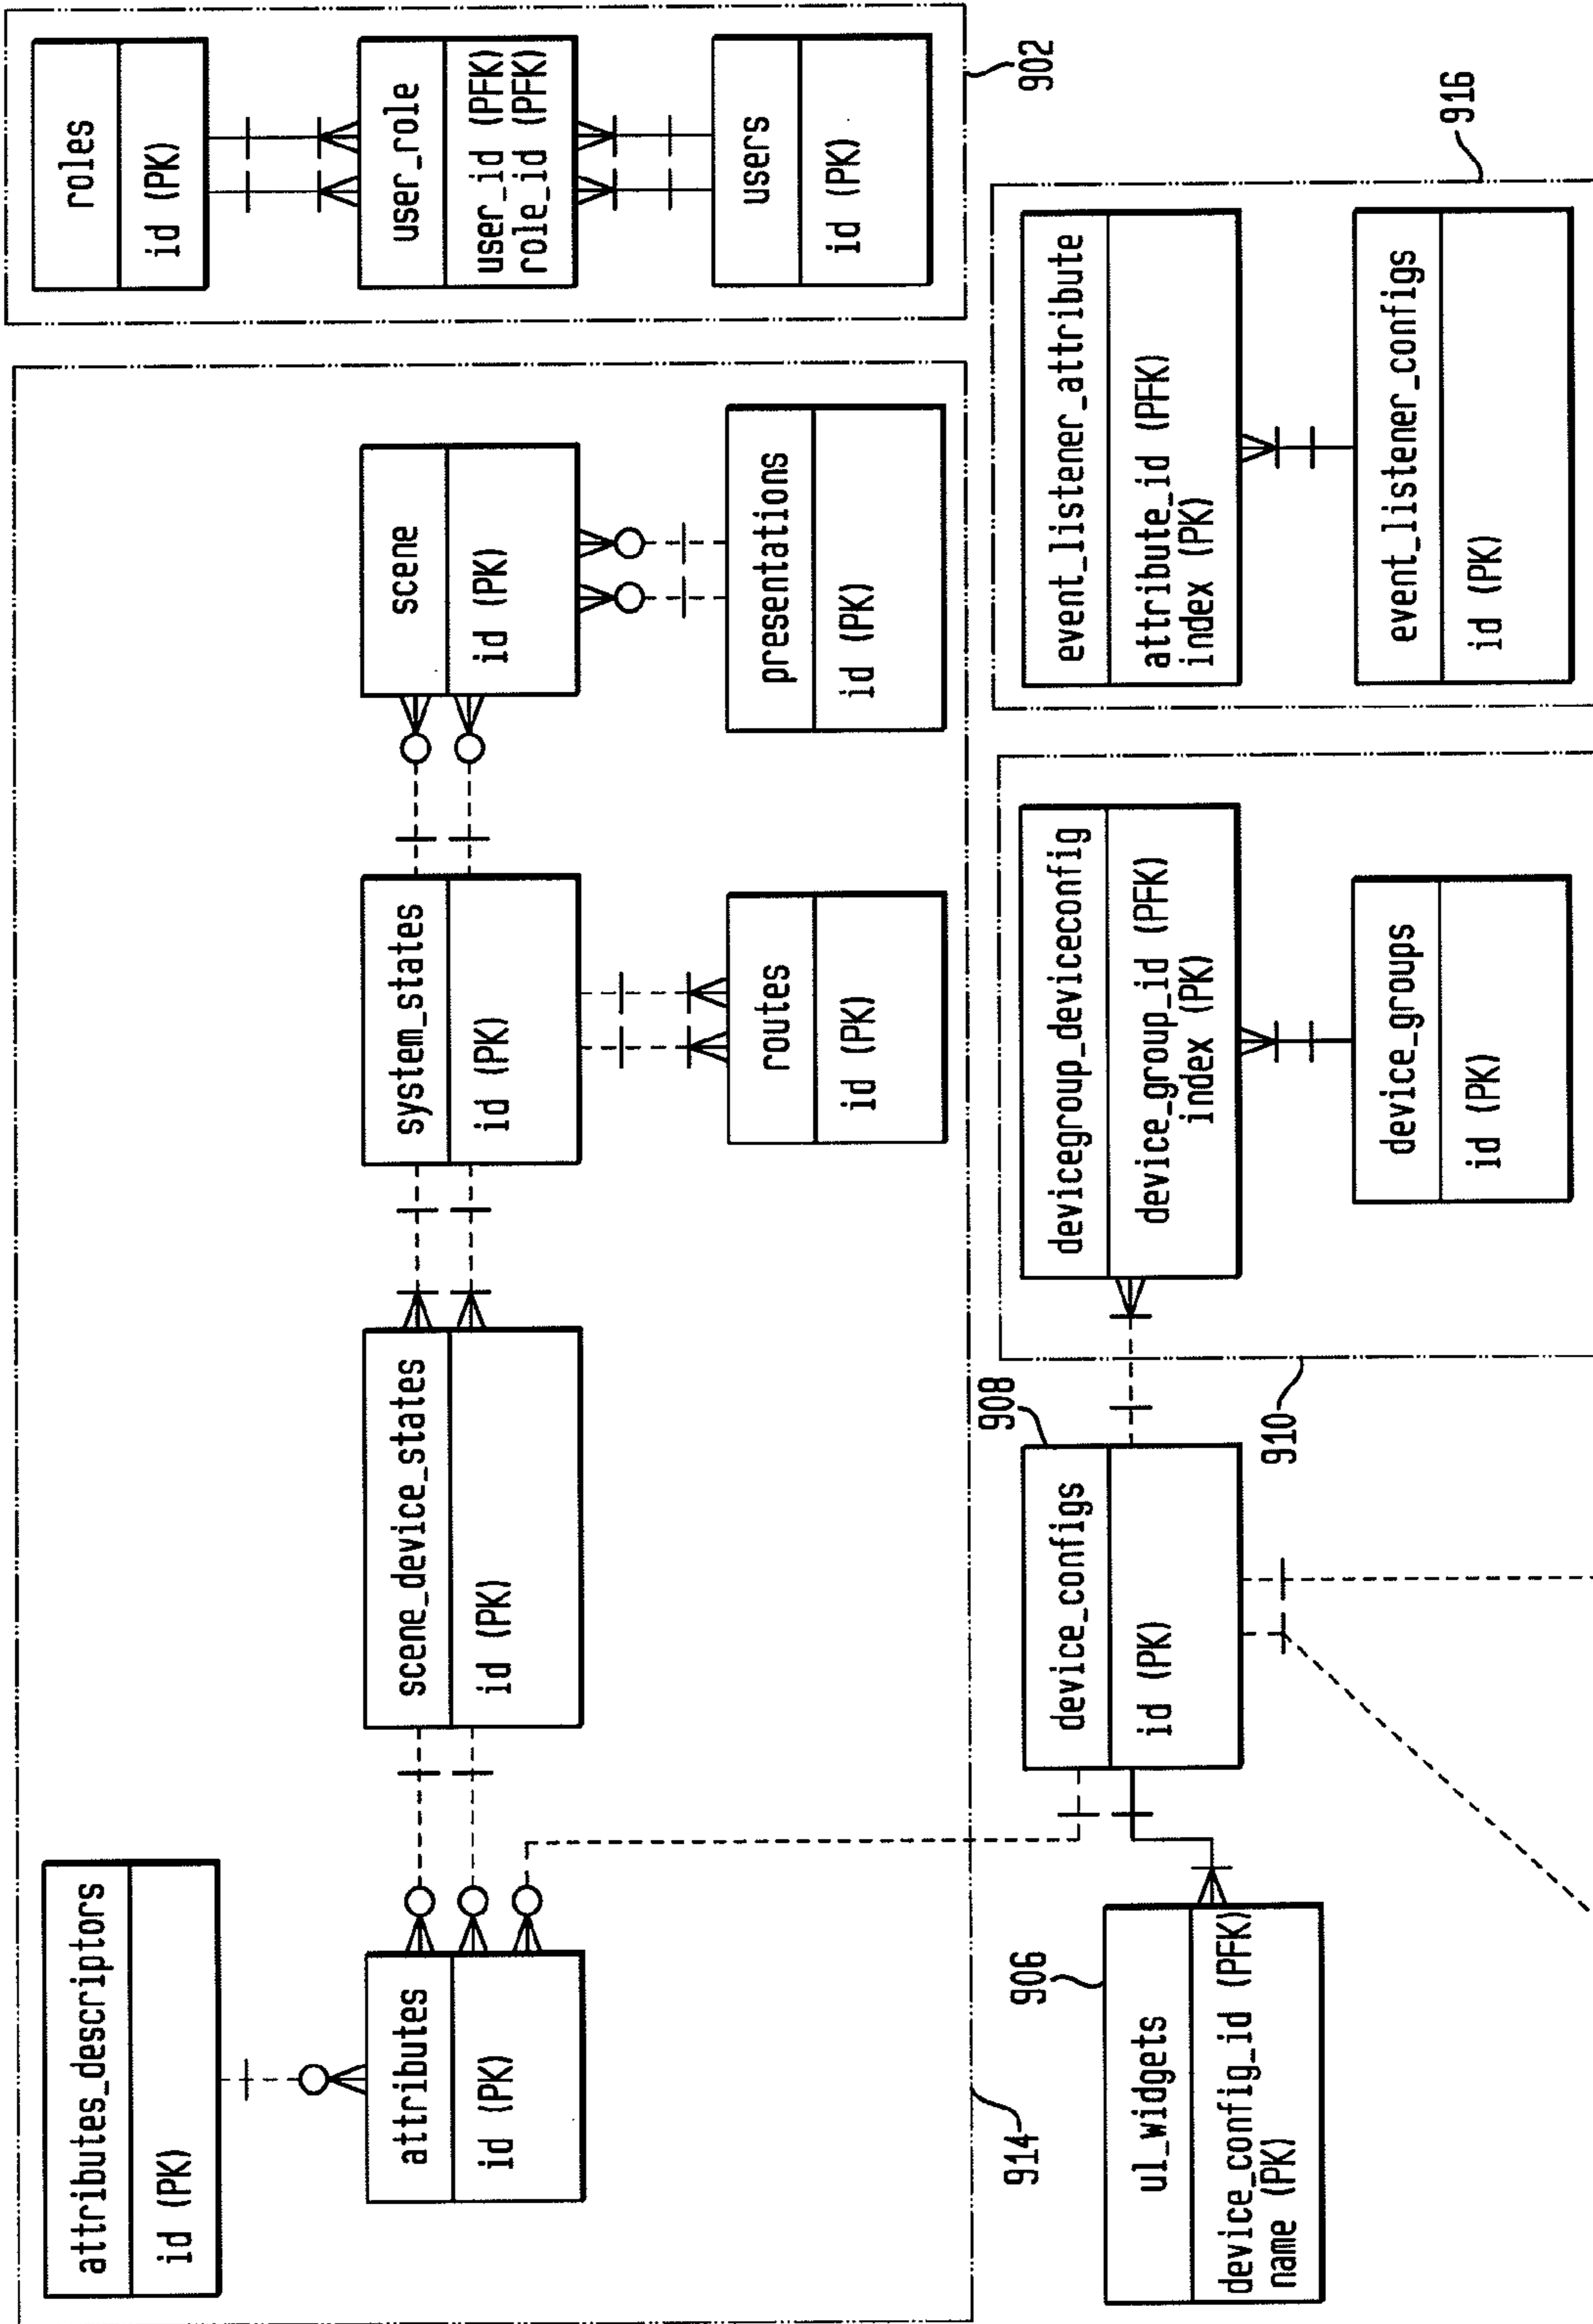 attributes_descriptors
id (PK)
attributes
id (PK)
scene_device_states
id (PK)
system_states
id (PK)
scene
id (PK)
routes
id (PK)
presentations
id (PK)
914
roles
id (PK)
user_role
user_id (PFK)
role_id (PFK)
users
id (PK)
902
906
ul_widgets
device_config_id (PFK)
name (PK)
908
device_configs
id (PK)
910
devicegroup_deviceconfig
device_group_id (PFK)
index (PK)
device_groups
id (PK)
916
event_listener_attribute
attribute_id (PFK)
index (PK)
event_listener_configs
id (PK)